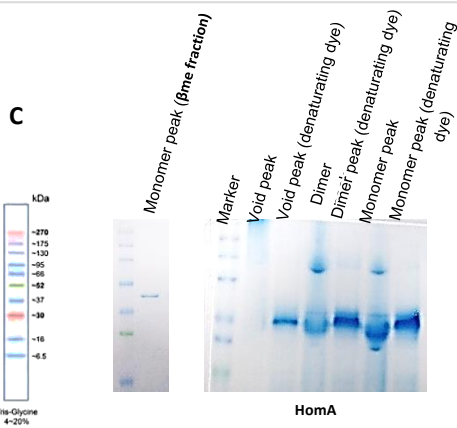 C
Monomer peak (βme fraction)
Marker
Void peak
Void peak (denaturating dye)
Dimer
Dimer peak (denaturating dye)
Monomer peak
Monomer peak (denaturating
dye)
kDa
~270
~175
~130
~95
~66
~52
~37
~30
~16
~6.5
ris-Glycine
4~20%
HomA